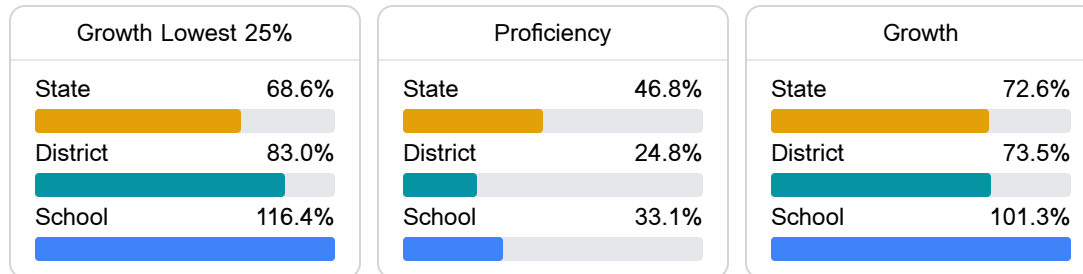 Growth Lowest 25%
State 68.6%
District 83.0%
School 116.4%
Proficiency
State 46.8%
District 24.8%
School 33.1%
Growth
State 72.6%
District 73.5%
School 101.3%